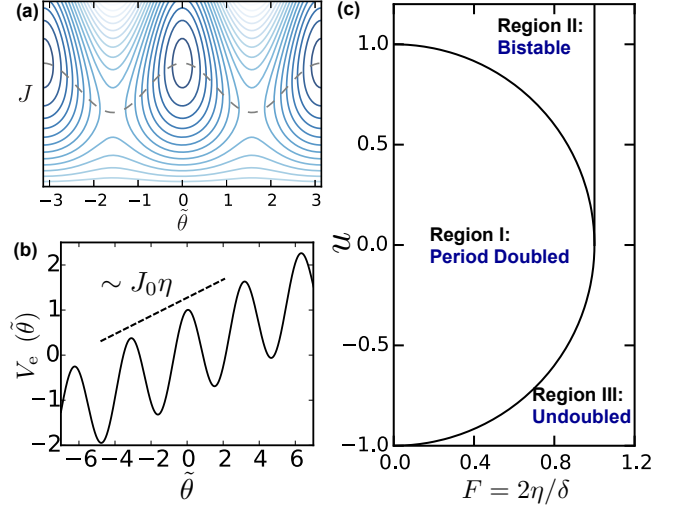 (a)
J
−3 −2 −1 0 1 2 3
θ̃
(b)
∼ J₀η
Vₑ (θ̃)
2
1
0
−1
−2
−6 −4 −2 0 2 4 6
θ̃
(c)
Region II:
Bistable
Region I:
Period Doubled
Region III:
Undoubled
u
1.0
0.5
0.0
−0.5
−1.0
0.0 0.4 0.8 1.2
F = 2η/δ